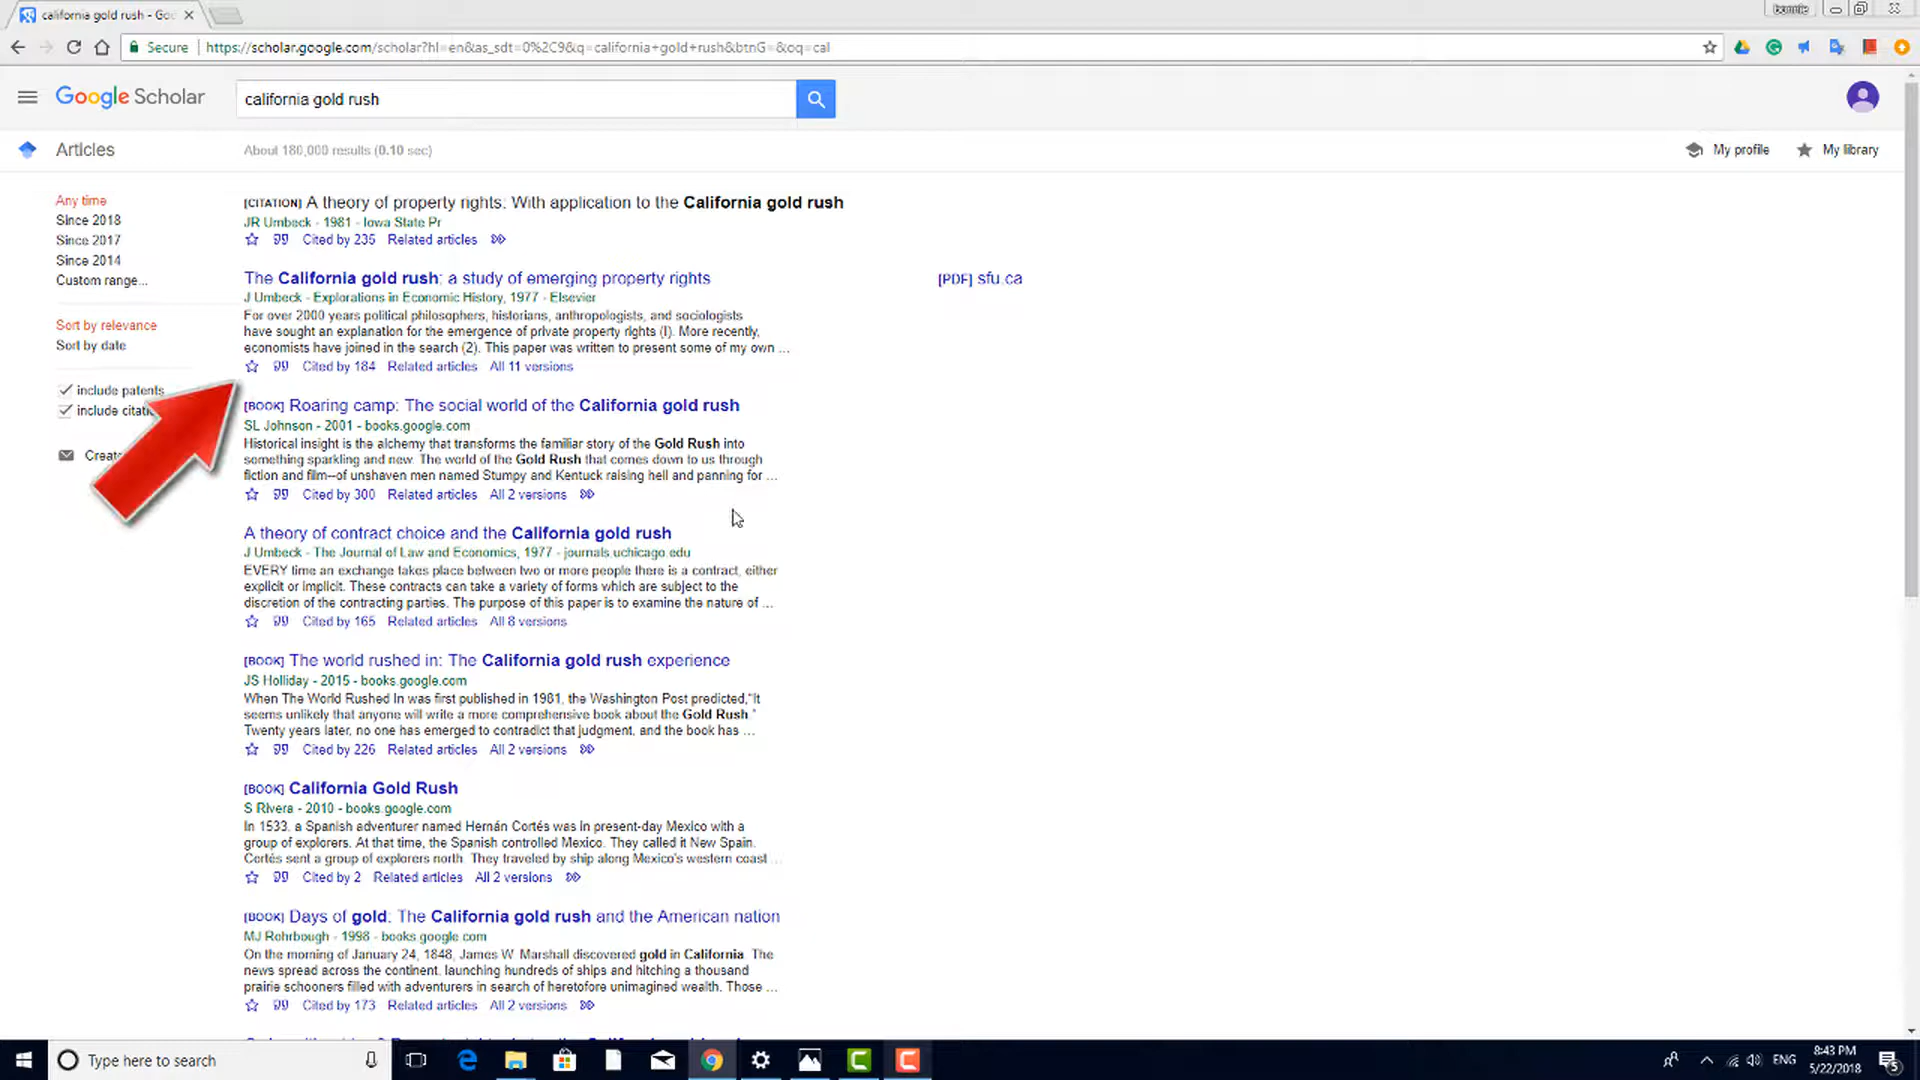 california gold rush - Goo
bonnie
Secure https://scholar.google.com/scholar?hl=en&as_sdt=0%2C9&q=california+gold+rush&btnG=&oq=cal
Google Scholar
california gold rush
Articles
About 180,000 results (0.10 sec)
My profile
My library
Any time
Since 2018
Since 2017
Since 2014
Custom range...
Sort by relevance
Sort by date
include patents
include citatio
Create
[CITATION] A theory of property rights: With application to the California gold rush
JR Umbeck - 1981 - Iowa State Pr
Cited by 235 Related articles
The California gold rush: a study of emerging property rights
J Umbeck - Explorations in Economic History, 1977 - Elsevier
For over 2000 years political philosophers, historians, anthropologists, and sociologists
have sought an explanation for the emergence of private property rights (I). More recently,
economists have joined in the search (2). This paper was written to present some of my own ...
Cited by 184 Related articles All 11 versions
[PDF] sfu.ca
[BOOK] Roaring camp: The social world of the California gold rush
SL Johnson - 2001 - books.google.com
Historical insight is the alchemy that transforms the familiar story of the Gold Rush into
something sparkling and new. The world of the Gold Rush that comes down to us through
fiction and film--of unshaven men named Stumpy and Kentuck raising hell and panning for ...
Cited by 300 Related articles All 2 versions
A theory of contract choice and the California gold rush
J Umbeck - The Journal of Law and Economics, 1977 - journals.uchicago.edu
EVERY time an exchange takes place between two or more people there is a contract, either
explicit or implicit. These contracts can take a variety of forms which are subject to the
discretion of the contracting parties. The purpose of this paper is to examine the nature of ...
Cited by 165 Related articles All 8 versions
[BOOK] The world rushed in: The California gold rush experience
JS Holliday - 2015 - books.google.com
When The World Rushed In was first published in 1981, the Washington Post predicted,"It
seems unlikely that anyone will write a more comprehensive book about the Gold Rush."
Twenty years later, no one has emerged to contradict that judgment, and the book has ...
Cited by 226 Related articles All 2 versions
[BOOK] California Gold Rush
S Rivera - 2010 - books.google.com
In 1533, a Spanish adventurer named Hernán Cortés was in present-day Mexico with a
group of explorers. At that time, the Spanish controlled Mexico. They called it New Spain.
Cortés sent a group of explorers north. They traveled by ship along Mexico's western coast ...
Cited by 2 Related articles All 2 versions
[BOOK] Days of gold: The California gold rush and the American nation
MJ Rohrbough - 1998 - books.google.com
On the morning of January 24, 1848, James W. Marshall discovered gold in California. The
news spread across the continent, launching hundreds of ships and hitching a thousand
prairie schooners filled with adventurers in search of heretofore unimagined wealth. Those ...
Cited by 173 Related articles All 2 versions
Type here to search
ENG
8:43 PM
5/22/2018
5